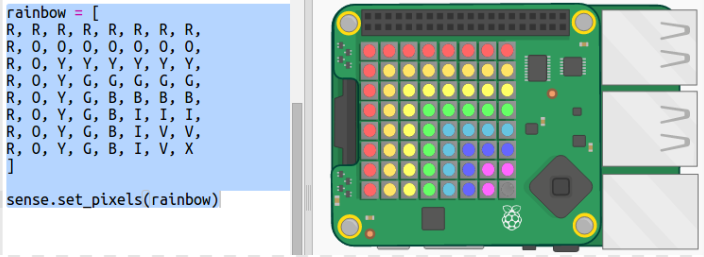 rainbow = [
R, R, R, R, R, R, R, R,
R, O, O, O, O, O, O, O,
R, O, Y, Y, Y, Y, Y, Y,
R, O, Y, G, G, G, G, G,
R, O, Y, G, B, B, B, B,
R, O, Y, G, B, I, I, I,
R, O, Y, G, B, I, V, V,
R, O, Y, G, B, I, V, X
]
sense.set_pixels(rainbow)